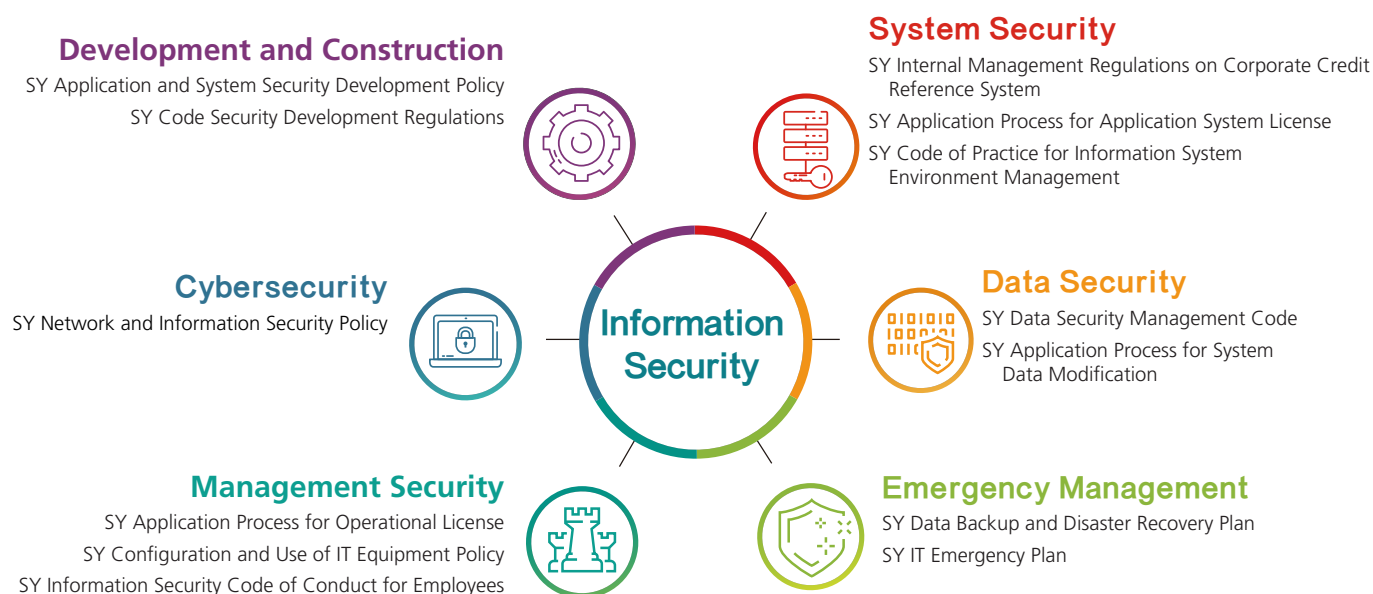 Development and Construction
SY Application and System Security Development Policy
SY Code Security Development Regulations
System Security
SY Internal Management Regulations on Corporate Credit
Reference System
SY Application Process for Application System License
SY Code of Practice for Information System
Environment Management
Cybersecurity
SY Network and Information Security Policy
Information
Security
Data Security
SY Data Security Management Code
SY Application Process for System
Data Modification
Management Security
SY Application Process for Operational License
SY Configuration and Use of IT Equipment Policy
SY Information Security Code of Conduct for Employees
Emergency Management
SY Data Backup and Disaster Recovery Plan
SY IT Emergency Plan